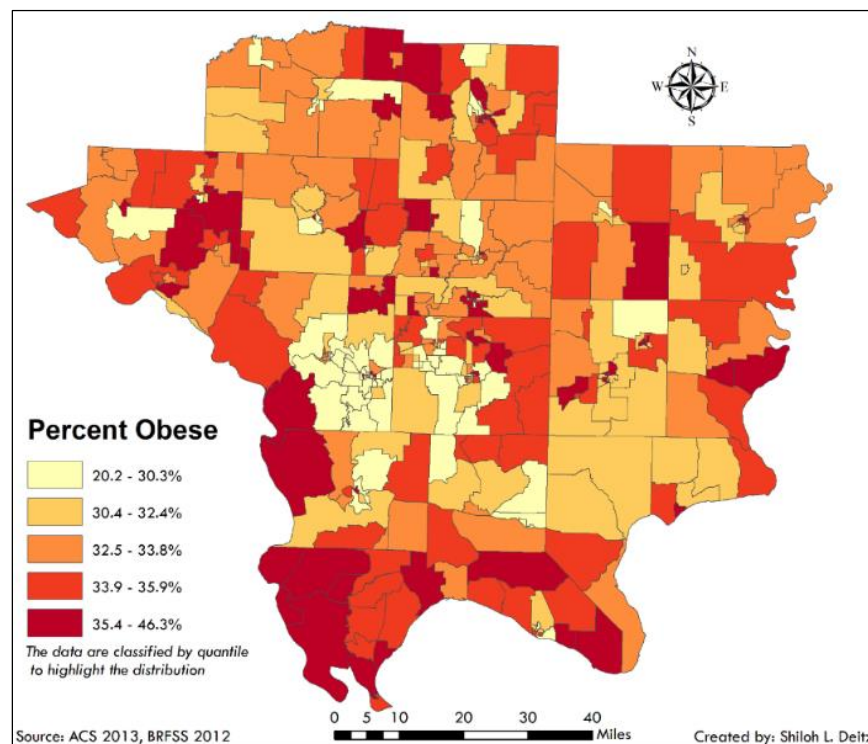 N
W E
S
Percent Obese
20.2 - 30.3%
30.4 - 32.4%
32.5 - 33.8%
33.9 - 35.9%
35.4 - 46.3%
The data are classified by quantile
to highlight the distribution
0 5 10 20 30 40
Miles
Source: ACS 2013, BRFSS 2012
Created by: Shiloh L. Deitz